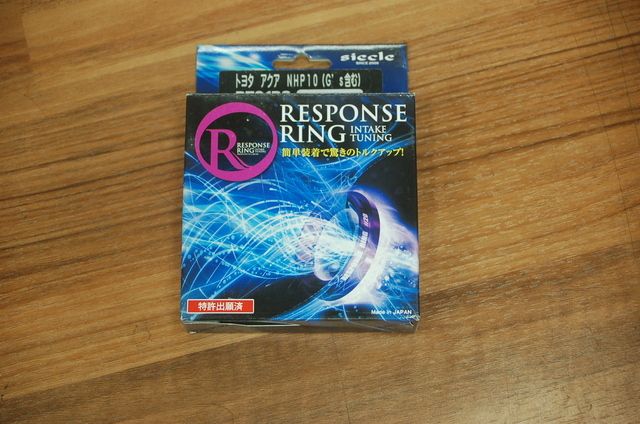 siecle
SINCE 2002
トヨタ アクア NHP10(G's含む)
RESPONSE
RING INTAKE TUNING
RESPONSE
RING
簡単装着で驚きのトルクアップ!
特許出願済
Made in JAPAN